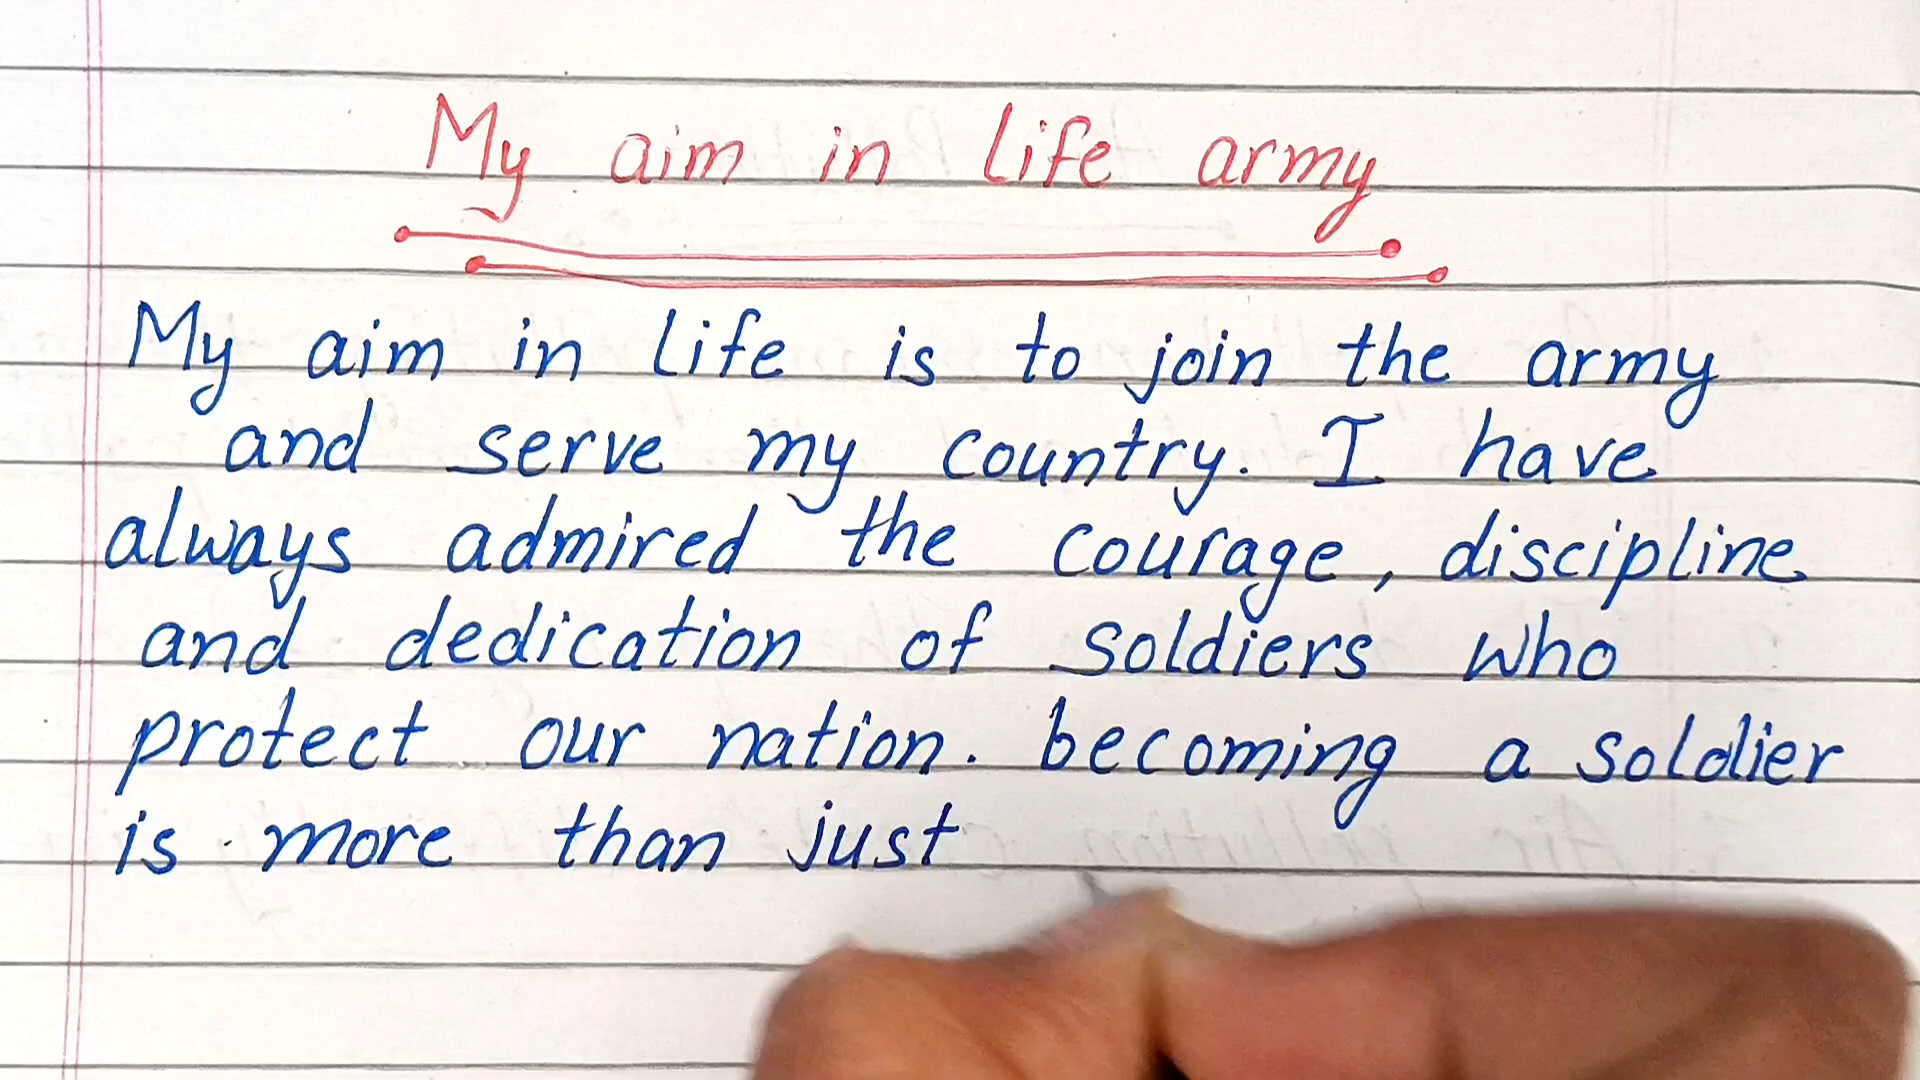 My aim in life army
My aim in life is to join the army
and serve my country. I have
always admired the courage, discipline
and dedication of soldiers who
protect our nation. becoming a soldier
is more than just